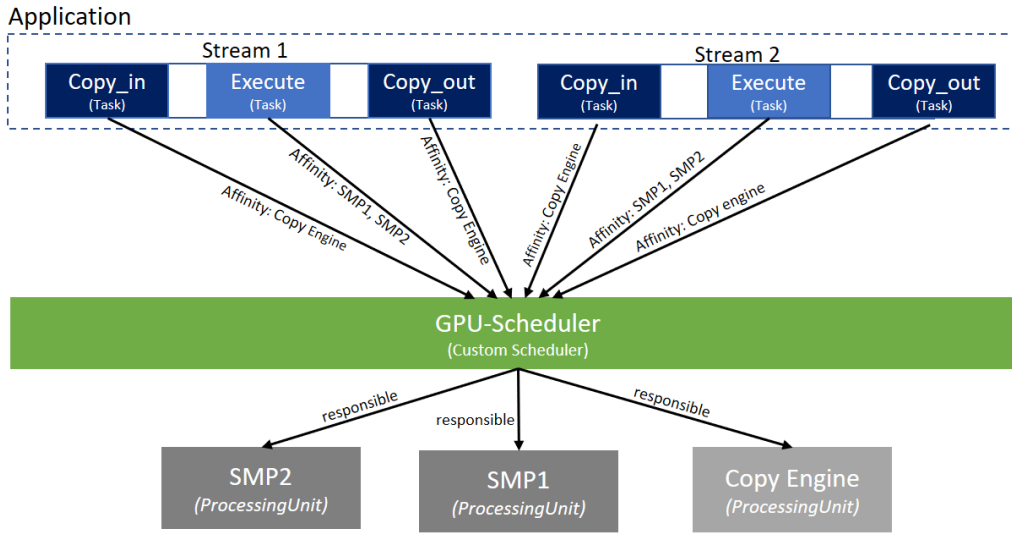 Application
Stream 1
Stream 2
Copy_in
(Task)
Execute
(Task)
Copy_out
(Task)
Copy_in
(Task)
Execute
(Task)
Copy_out
(Task)
Affinity: Copy Engine
Affinity: SMP1, SMP2
Affinity: Copy Engine
Affinity: Copy Engine
Affinity: SMP1, SMP2
Affinity: Copy engine
GPU-Scheduler
(Custom Scheduler)
responsible
responsible
responsible
SMP2
(ProcessingUnit)
SMP1
(ProcessingUnit)
Copy Engine
(ProcessingUnit)